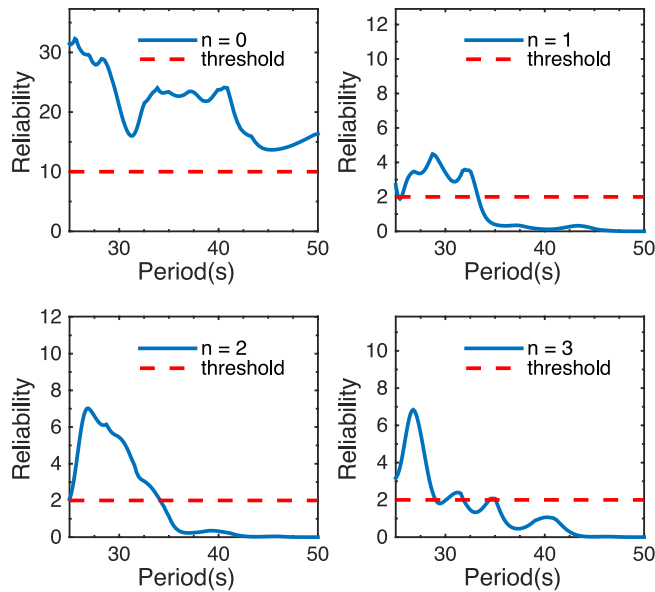 Reliability
30
20
10
0
n = 0
threshold
30
40
50
Period(s)
Reliability
12
10
8
6
4
2
0
n = 1
threshold
30
40
50
Period(s)
Reliability
12
10
8
6
4
2
0
n = 2
threshold
30
40
50
Period(s)
Reliability
10
8
6
4
2
0
n = 3
threshold
30
40
50
Period(s)